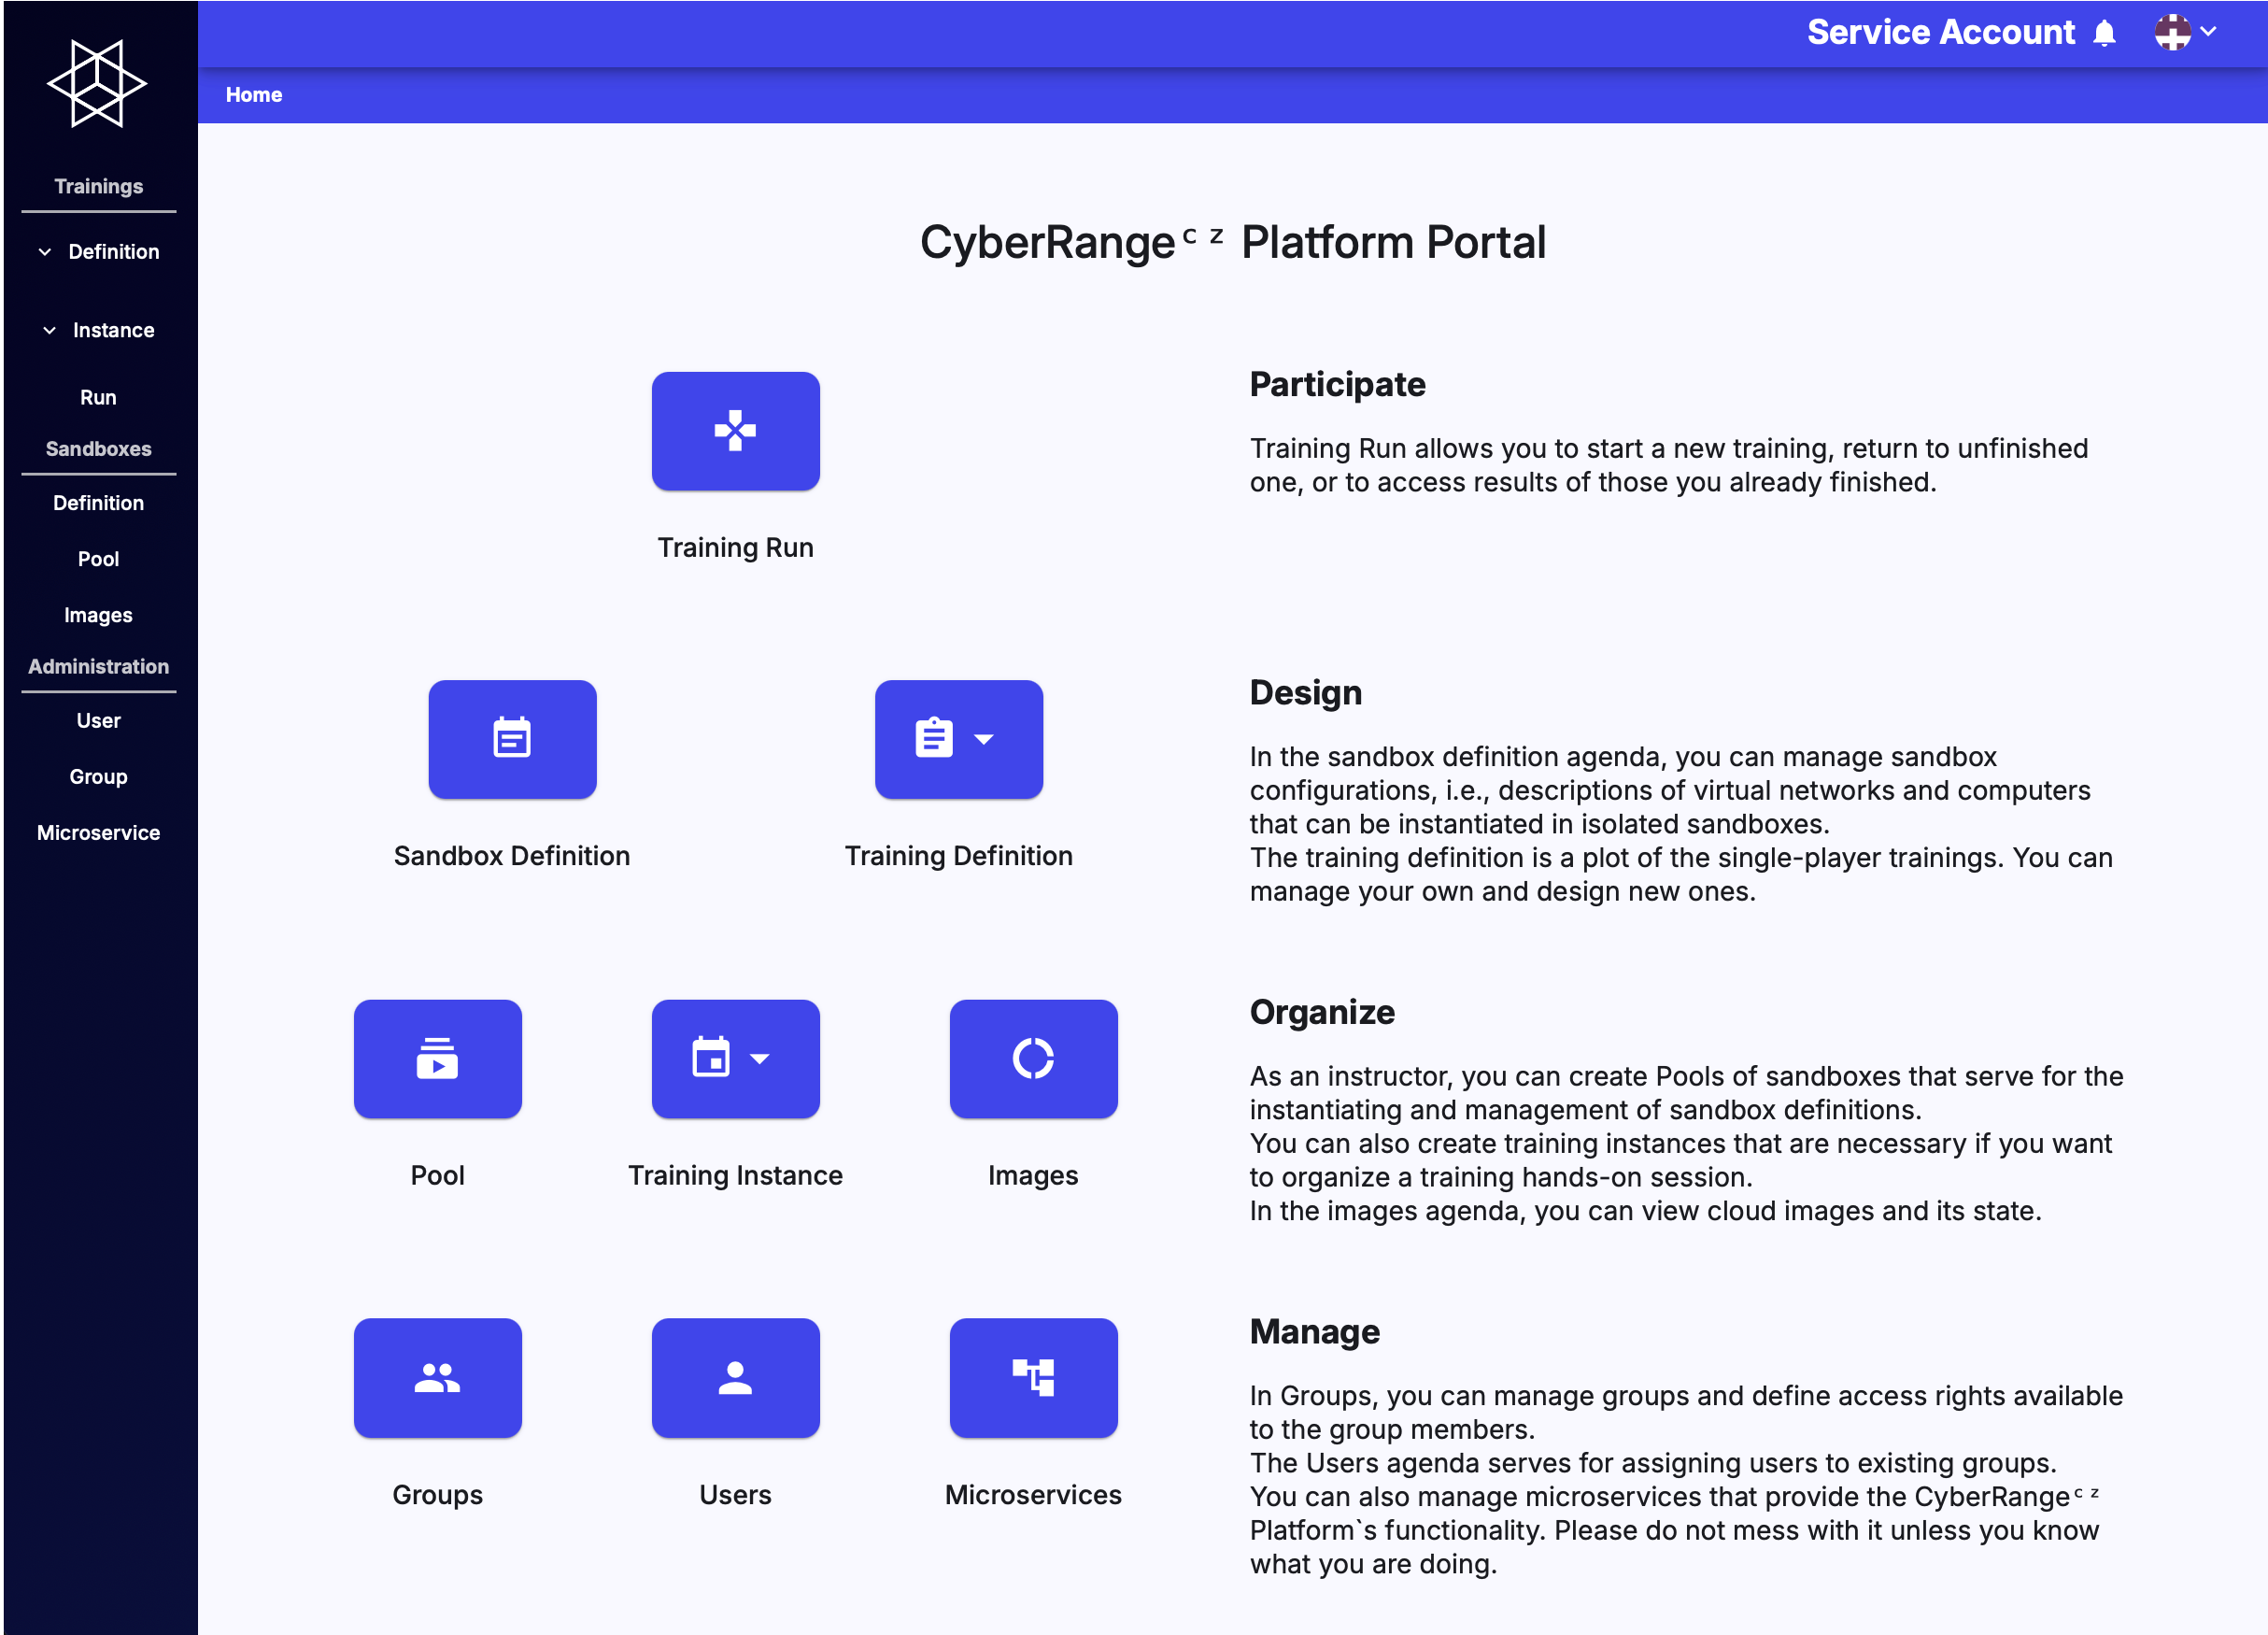 Service Account
Home
Trainings
Definition
Instance
Run
Sandboxes
Definition
Pool
Images
Administration
User
Group
Microservice
CyberRangeᶜᶻ Platform Portal
Training Run
Participate
Training Run allows you to start a new training, return to unfinished
one, or to access results of those you already finished.
Sandbox Definition
Training Definition
Design
In the sandbox definition agenda, you can manage sandbox
configurations, i.e., descriptions of virtual networks and computers
that can be instantiated in isolated sandboxes.
The training definition is a plot of the single-player trainings. You can
manage your own and design new ones.
Pool
Training Instance
Images
Organize
As an instructor, you can create Pools of sandboxes that serve for the
instantiating and management of sandbox definitions.
You can also create training instances that are necessary if you want
to organize a training hands-on session.
In the images agenda, you can view cloud images and its state.
Groups
Users
Microservices
Manage
In Groups, you can manage groups and define access rights available
to the group members.
The Users agenda serves for assigning users to existing groups.
You can also manage microservices that provide the CyberRangeᶜᶻ
Platform`s functionality. Please do not mess with it unless you know
what you are doing.